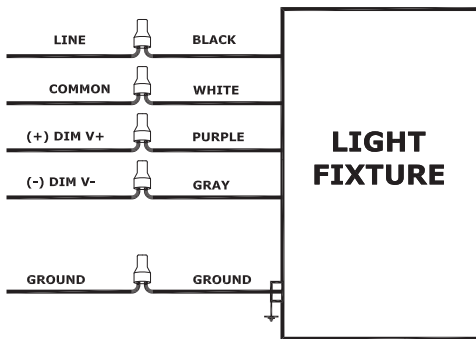 LINE BLACK
COMMON WHITE
(+) DIM V+ PURPLE
(-) DIM V- GRAY
GROUND GROUND
LIGHT
FIXTURE